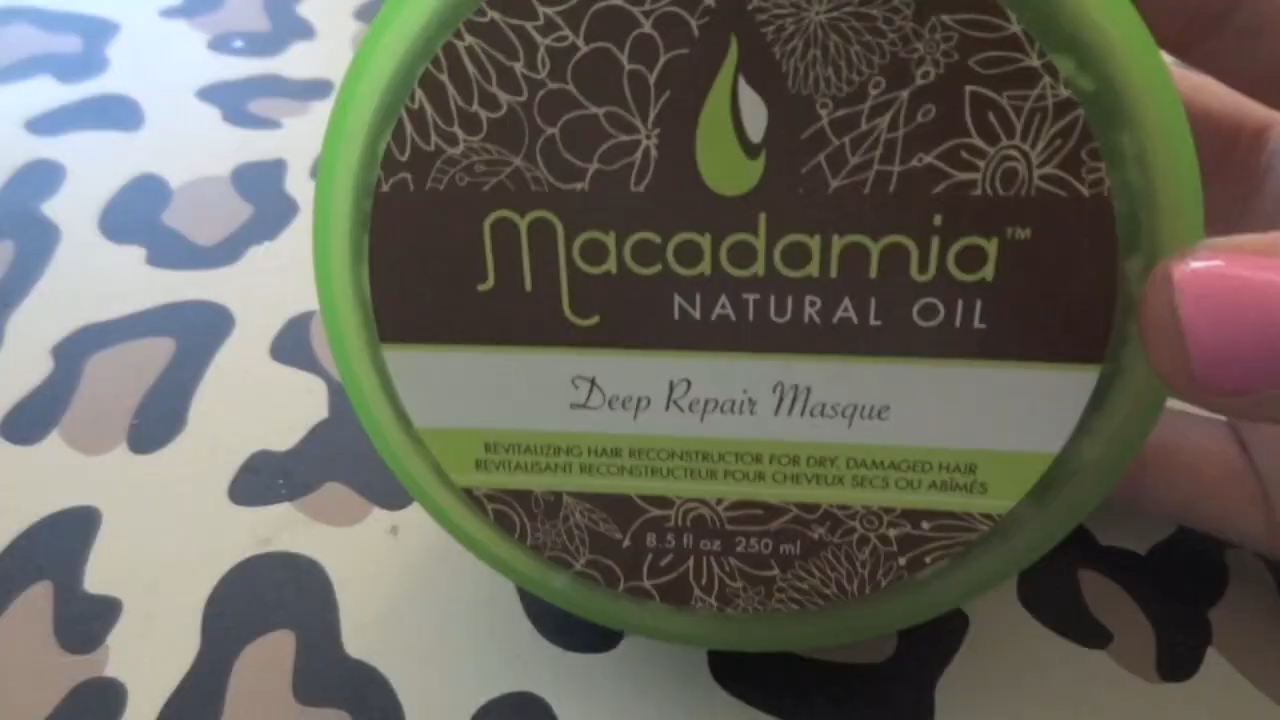 Macadamia™
NATURAL OIL
Deep Repair Masque
REVITALIZING HAIR RECONSTRUCTOR FOR DRY, DAMAGED HAIR
REVITALISANT RECONSTRUCTEUR POUR CHEVEUX SECS OU ABÎMÉS
8.5 fl oz 250 ml